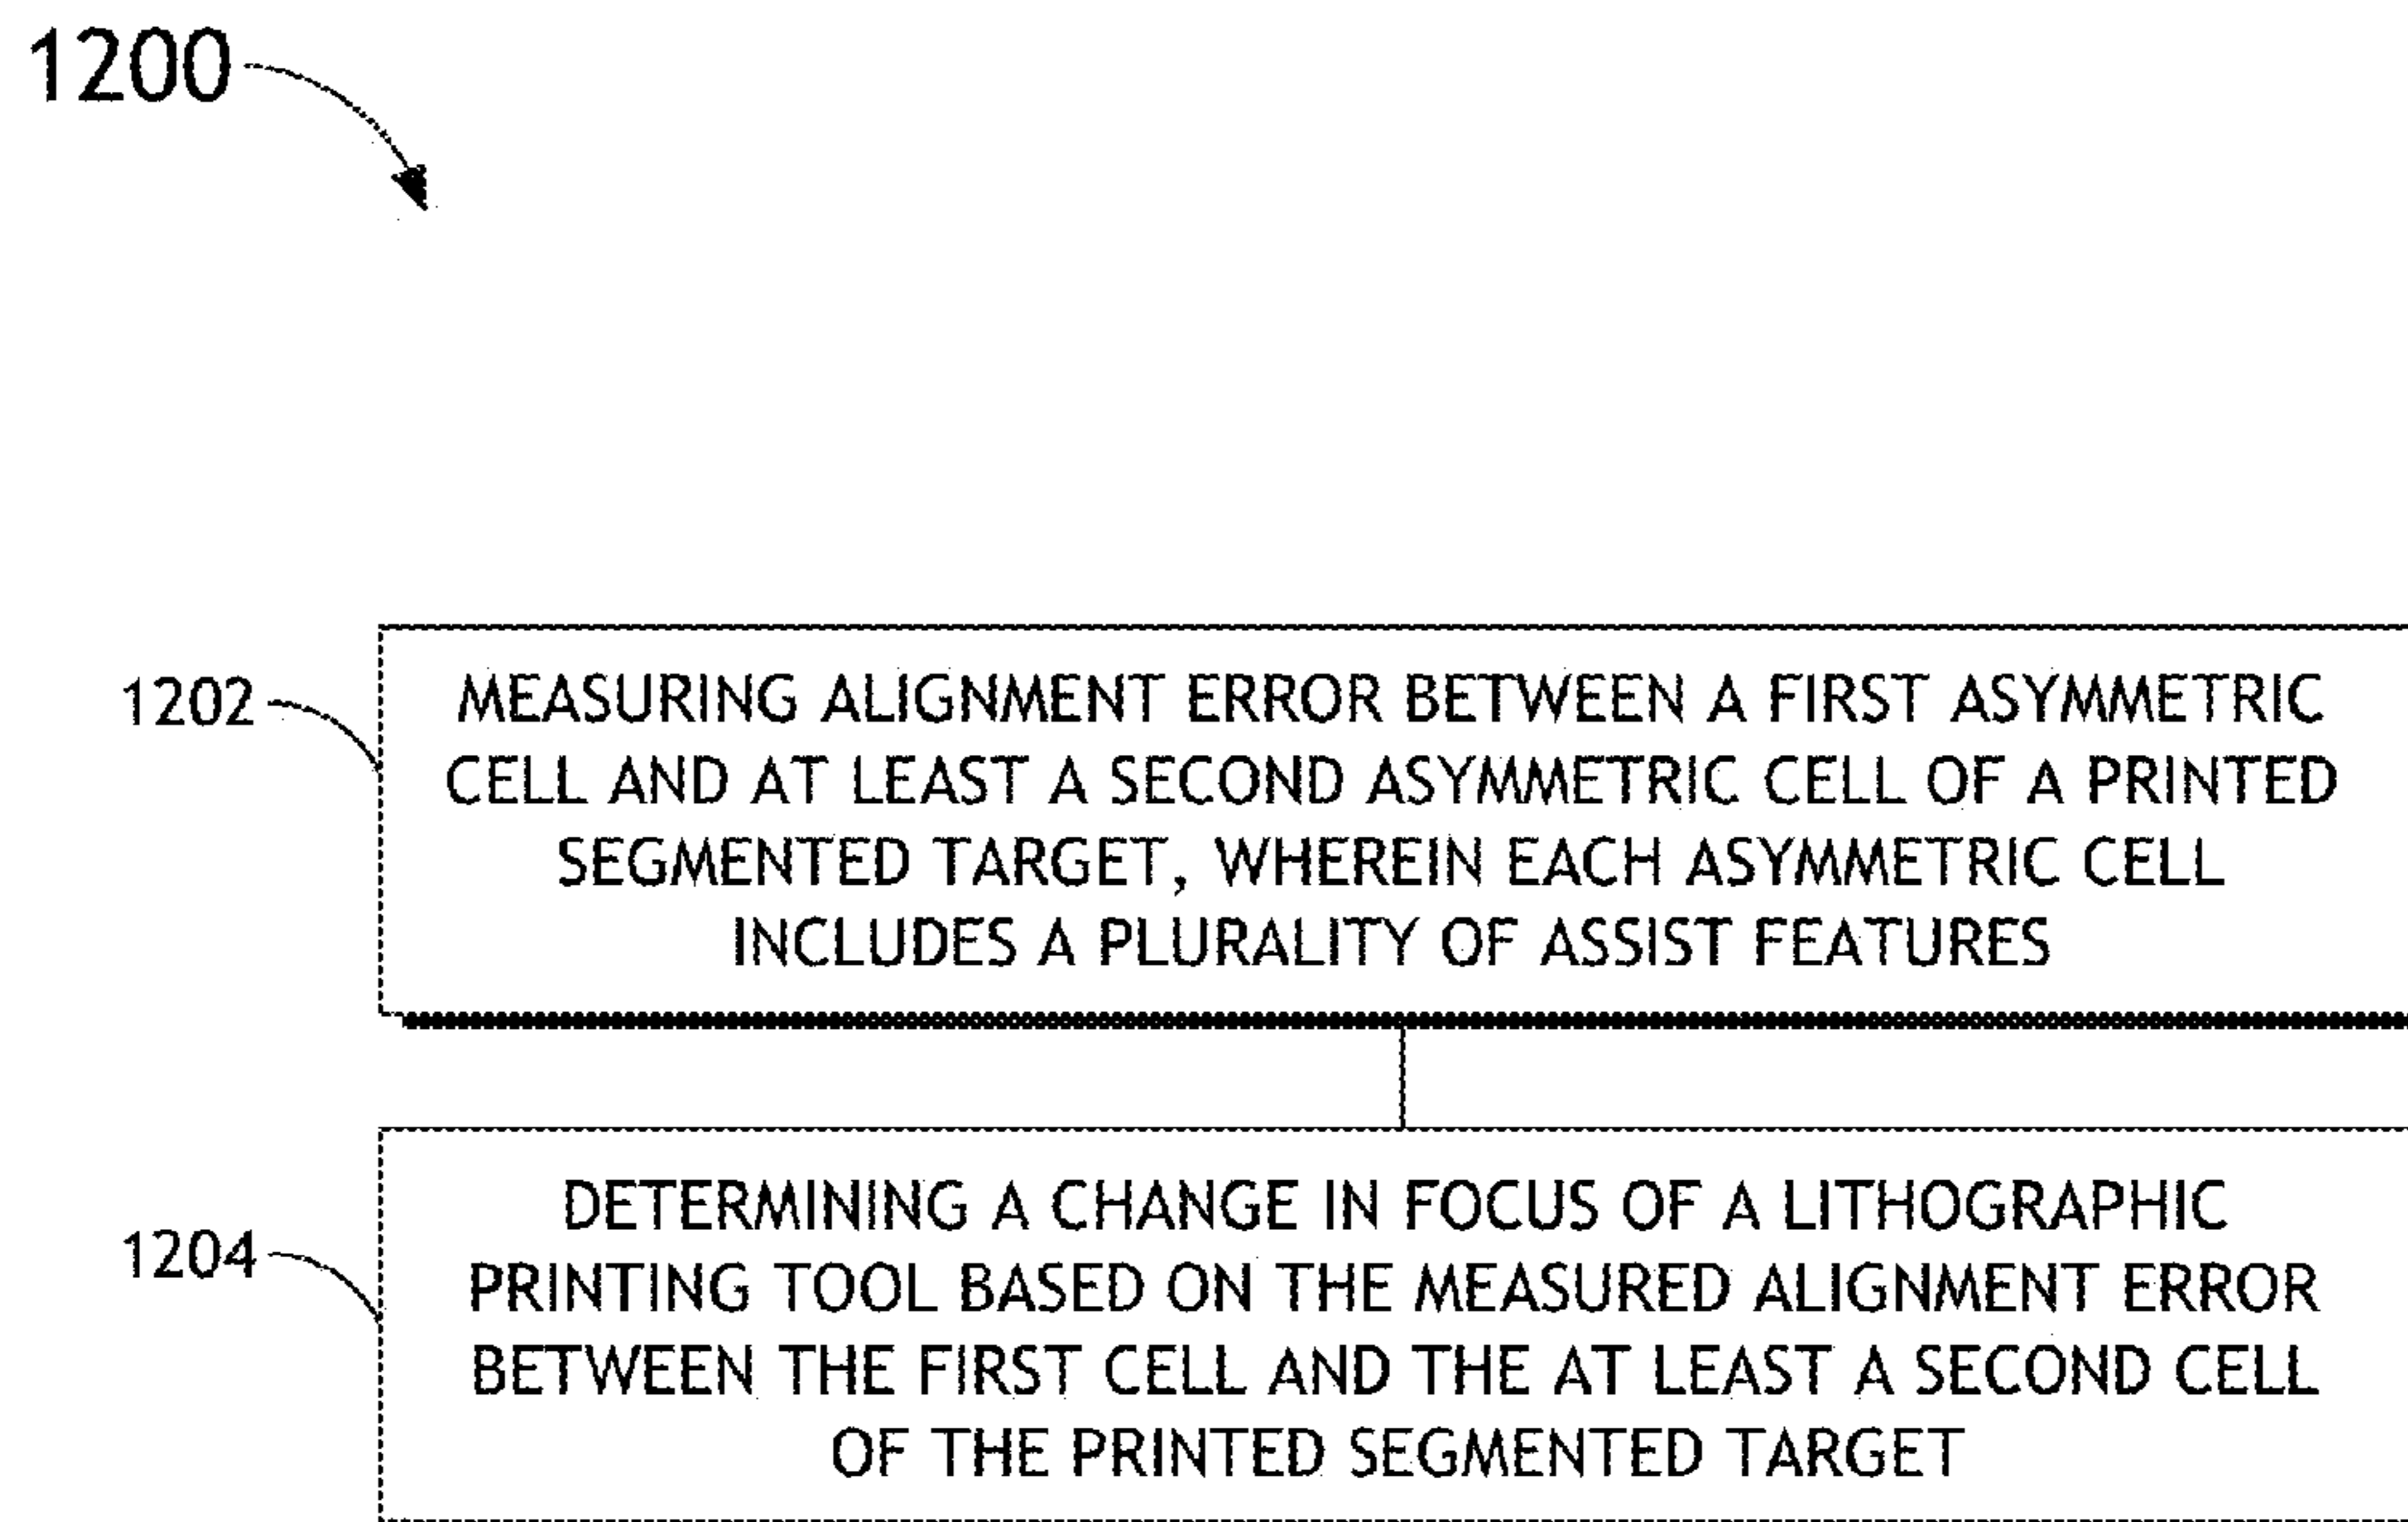 1200
1202
MEASURING ALIGNMENT ERROR BETWEEN A FIRST ASYMMETRIC
CELL AND AT LEAST A SECOND ASYMMETRIC CELL OF A PRINTED
SEGMENTED TARGET, WHEREIN EACH ASYMMETRIC CELL
INCLUDES A PLURALITY OF ASSIST FEATURES
1204
DETERMINING A CHANGE IN FOCUS OF A LITHOGRAPHIC
PRINTING TOOL BASED ON THE MEASURED ALIGNMENT ERROR
BETWEEN THE FIRST CELL AND THE AT LEAST A SECOND CELL
OF THE PRINTED SEGMENTED TARGET